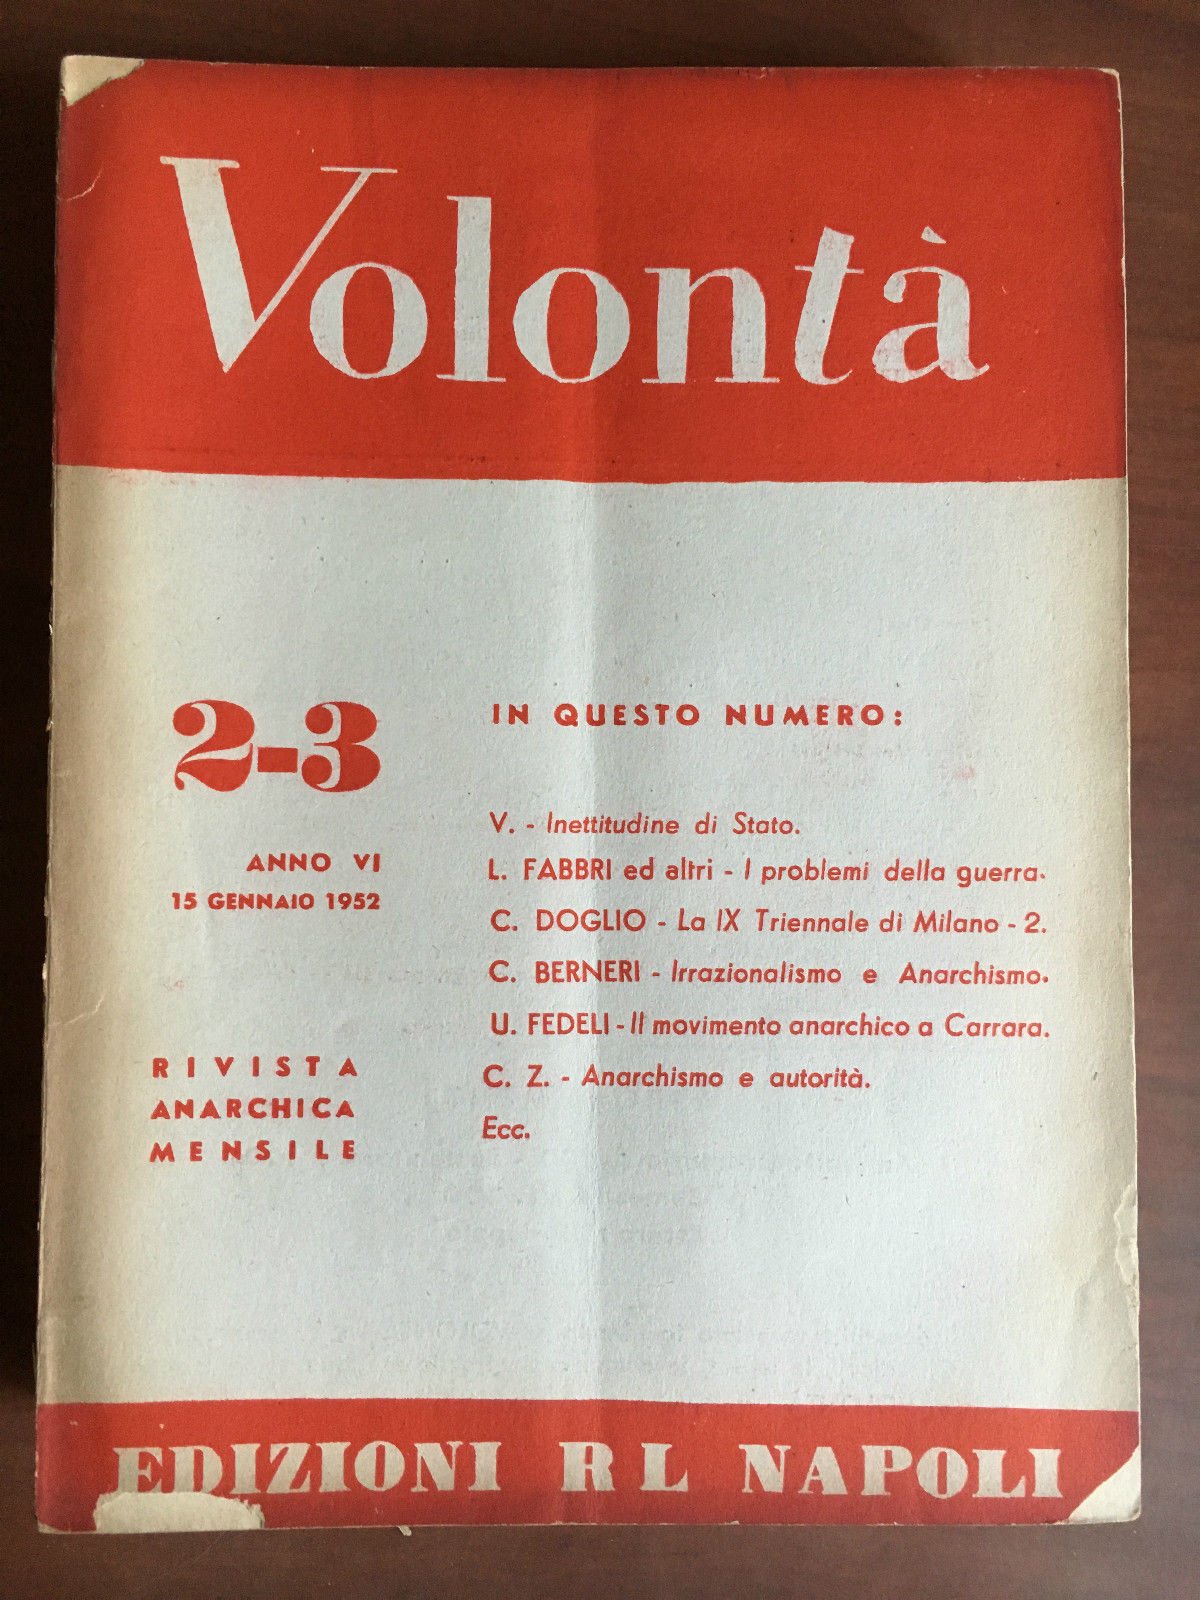 Volontà
2-3
ANNO VI
15 GENNAIO 1952
RIVISTA
ANARCHICA
MENSILE
IN QUESTO NUMERO:
V. - Inettitudine di Stato.
L. FABBRI ed altri - I problemi della guerra.
C. DOGLIO - La IX Triennale di Milano - 2.
C. BERNERI - Irrazionalismo e Anarchismo.
U. FEDELI - Il movimento anarchico a Carrara.
C. Z. - Anarchismo e autorità.
Ecc.
EDIZIONI RL NAPOLI